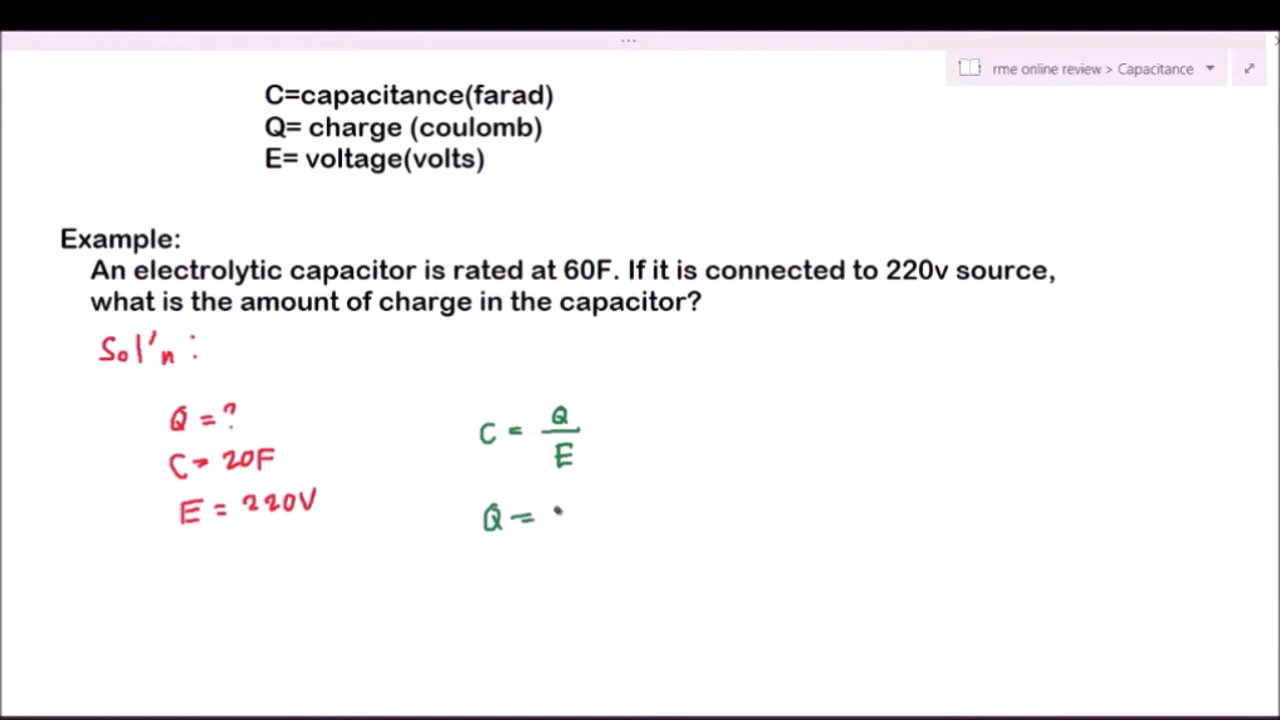 rme online review > Capacitance
C=capacitance(farad)
Q= charge (coulomb)
E= voltage(volts)
Example:
An electrolytic capacitor is rated at 60F. If it is connected to 220v source,
what is the amount of charge in the capacitor?
Sol'n :
Q = ?
C = 20F
E = 220V
C = Q
E
Q =